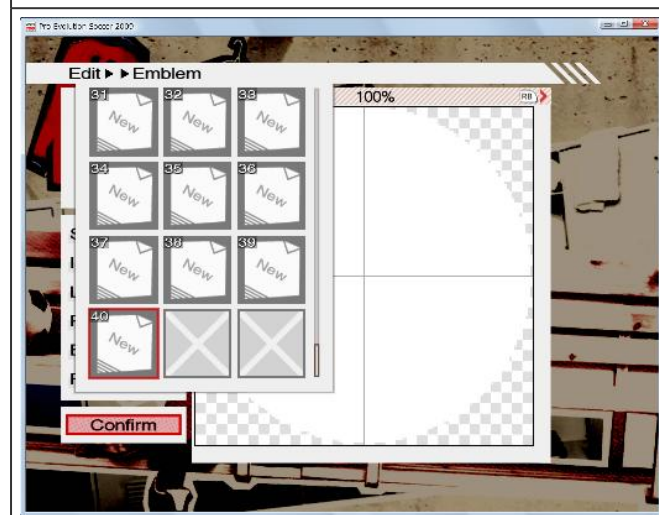 Pro Evolution Soccer 2009
Edit ▶ ▶ Emblem
100%
RB
31 New
32 New
33 New
34 New
35 New
36 New
37 New
38 New
39 New
40 New
Confirm